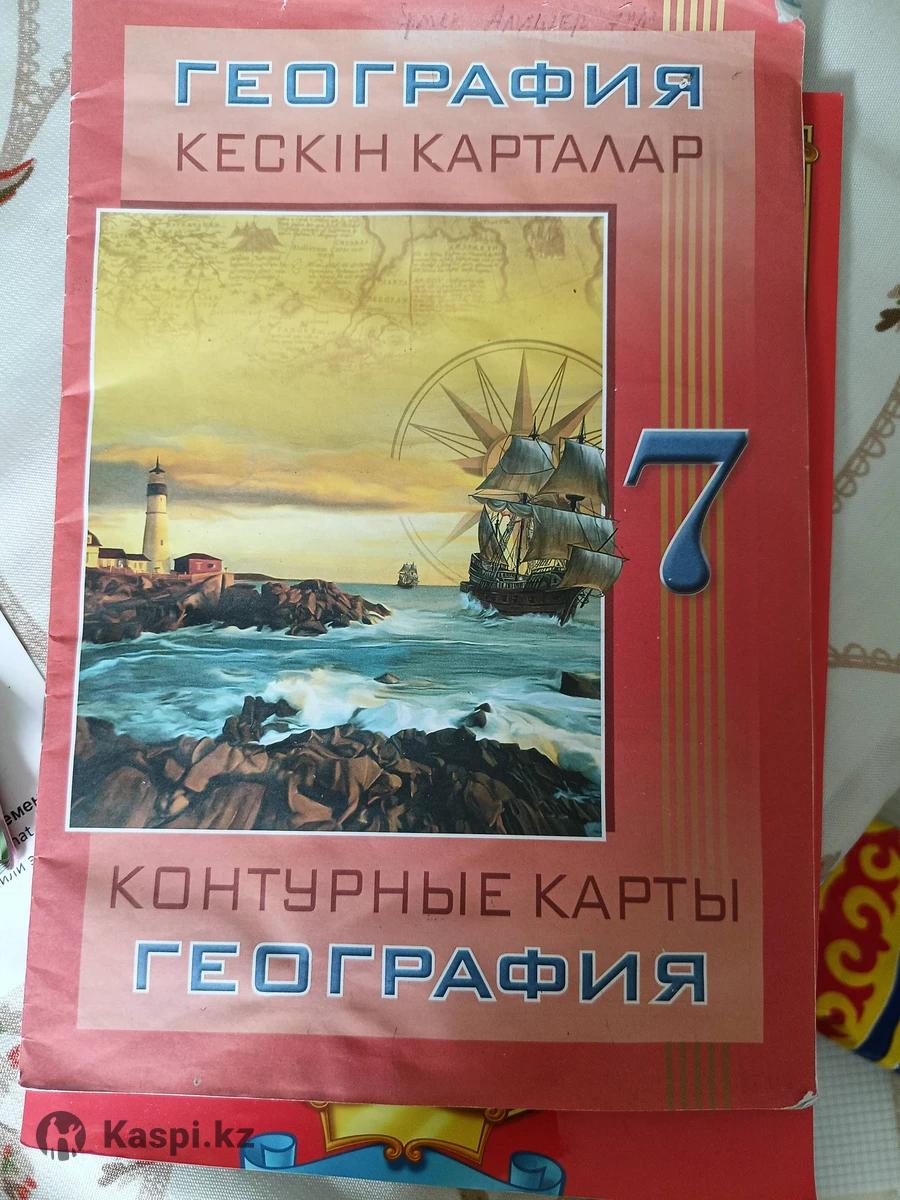 ГЕОГРАФИЯ
КЕСКІН КАРТАЛАР
7
КОНТУРНЫЕ КАРТЫ
ГЕОГРАФИЯ
Kaspi.kz